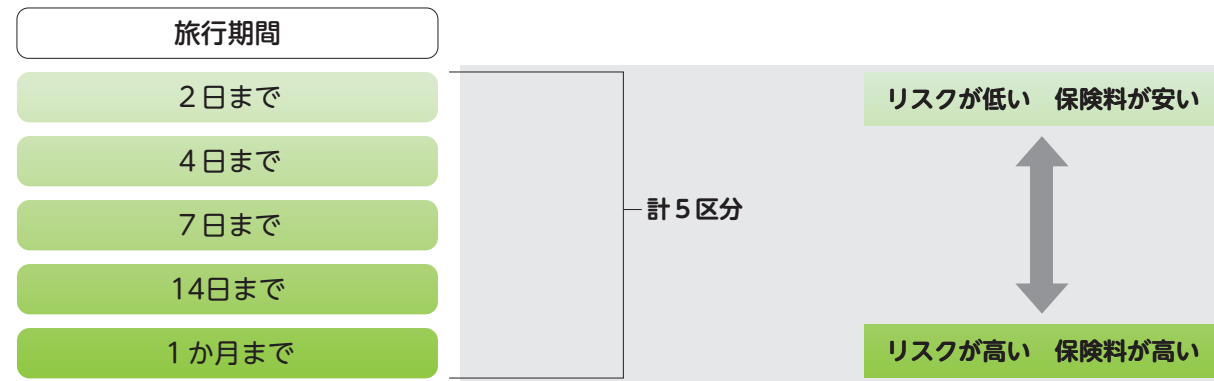 旅行期間
2日まで
4日まで
7日まで
14日まで
1か月まで
計5区分
リスクが低い　保険料が安い
リスクが高い　保険料が高い